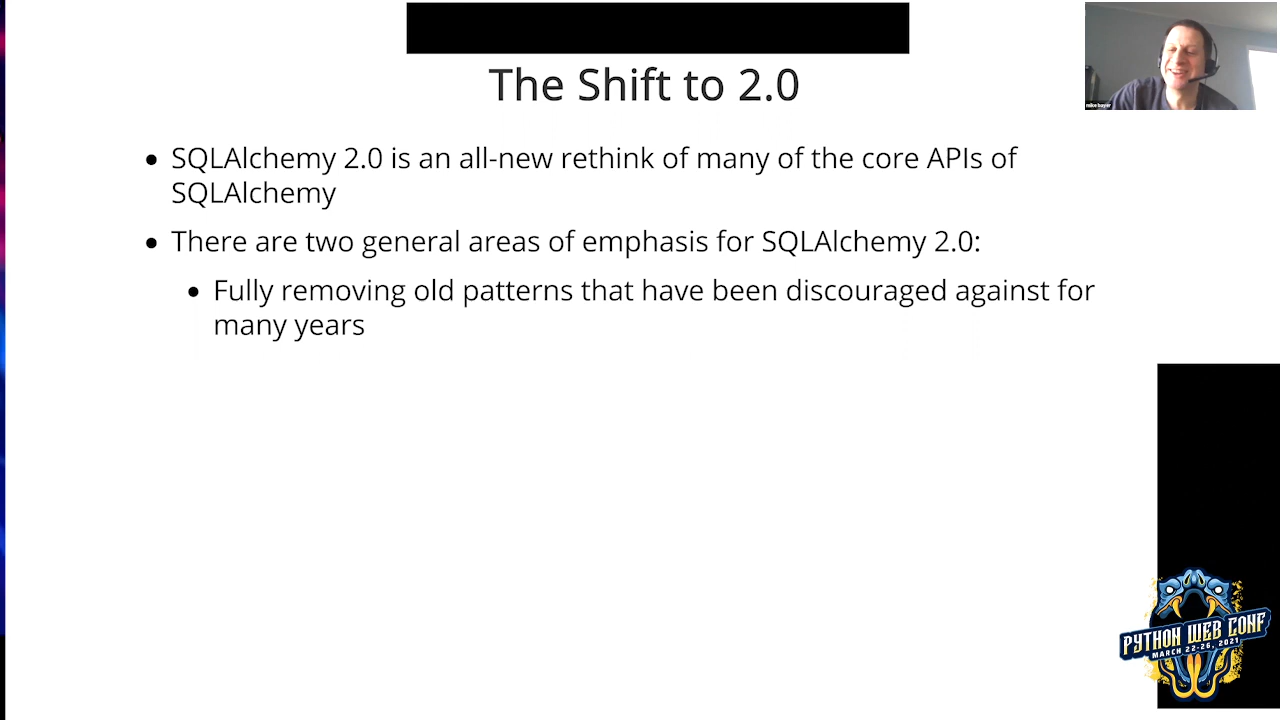 The Shift to 2.0
mike bayer
• SQLAlchemy 2.0 is an all-new rethink of many of the core APIs of
SQLAlchemy
• There are two general areas of emphasis for SQLAlchemy 2.0:
• Fully removing old patterns that have been discouraged against for
many years
PYTHON WEB CONF
MARCH 22-26, 2021